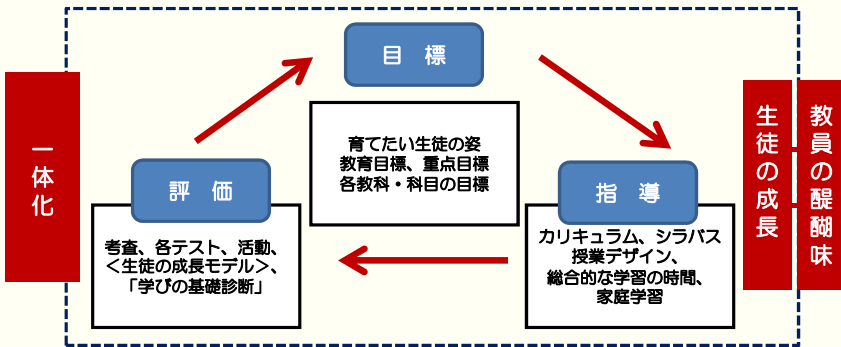 目 標
育てたい生徒の姿
教育目標、重点目標
各教科・科目の目標
一体化
評 価
考査、各テスト、活動、
＜生徒の成長モデル＞、
「学びの基礎診断」
指 導
カリキュラム、シラバス
授業デザイン、
総合的な学習の時間、
家庭学習
生徒の成長
教員の醍醐味